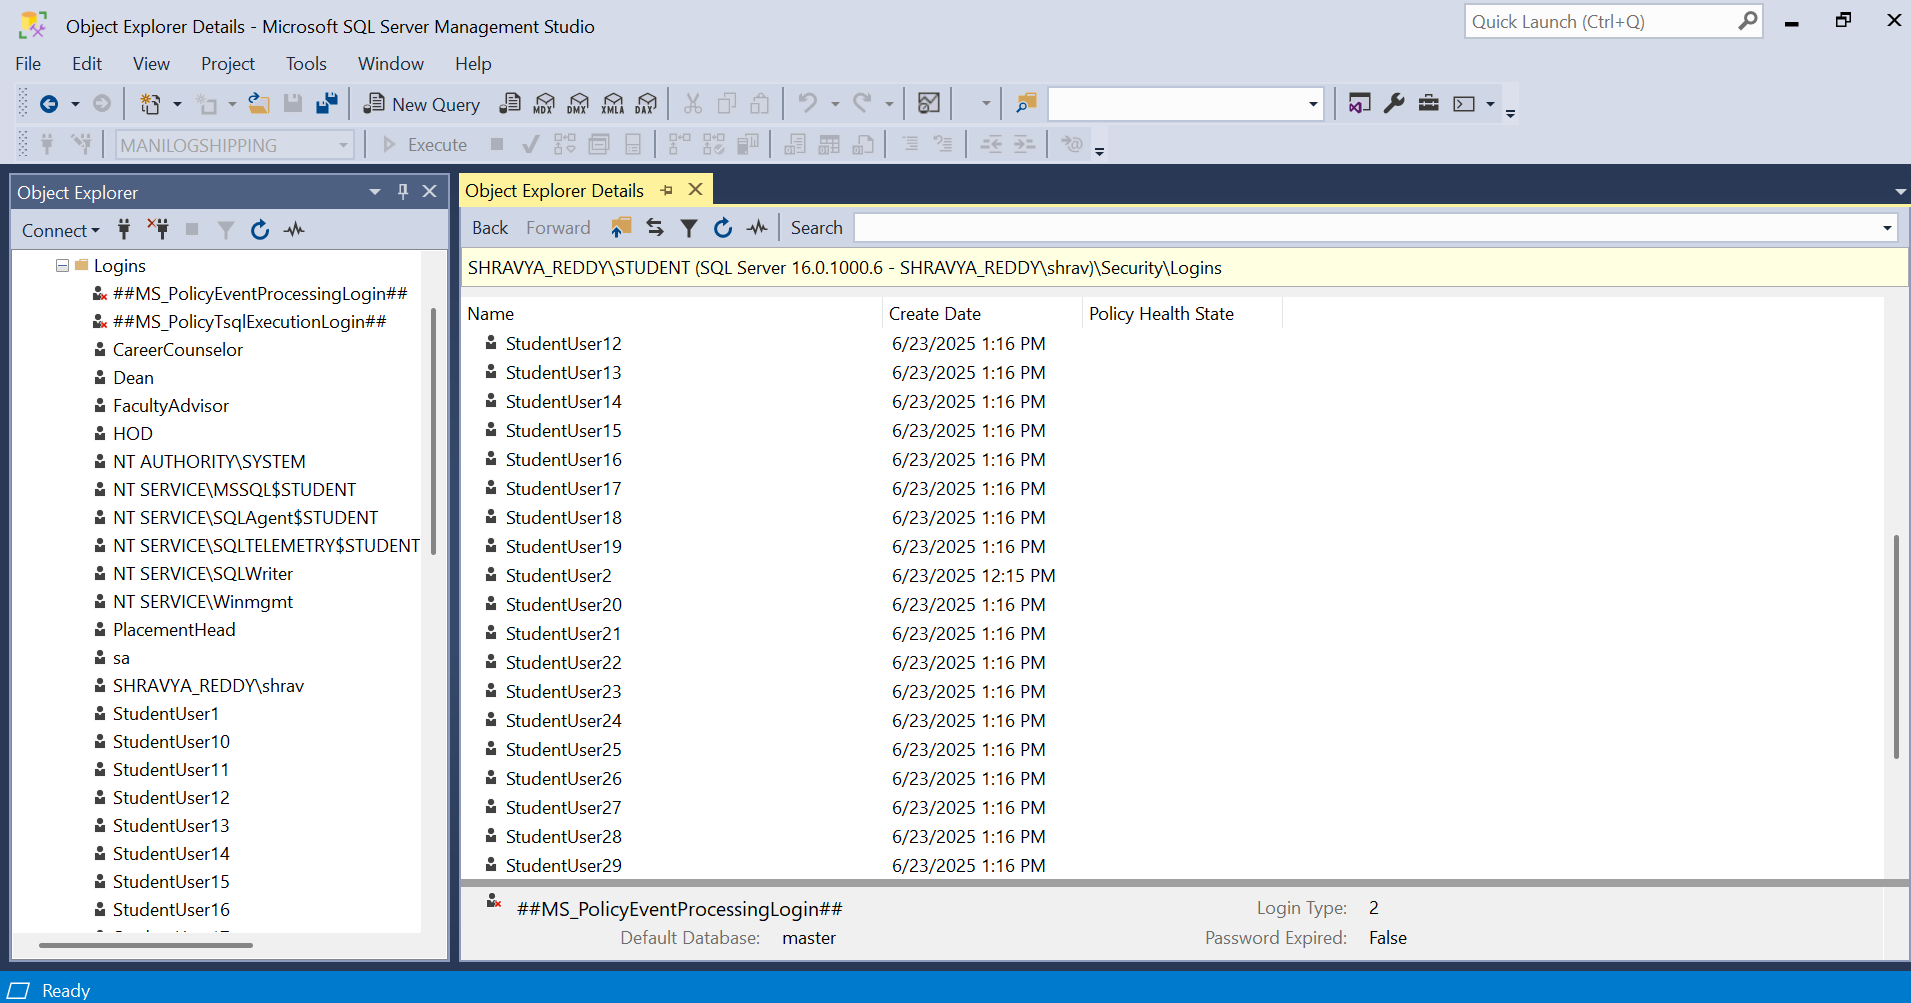 Object Explorer Details - Microsoft SQL Server Management Studio
Quick Launch (Ctrl+Q)
File Edit View Project Tools Window Help
New Query MDX DMX XMLA DAX
MANILOGSHIPPING Execute
Object Explorer
Connect
Logins
##MS_PolicyEventProcessingLogin##
##MS_PolicyTsqlExecutionLogin##
CareerCounselor
Dean
FacultyAdvisor
HOD
NT AUTHORITY\SYSTEM
NT SERVICE\MSSQL$STUDENT
NT SERVICE\SQLAgent$STUDENT
NT SERVICE\SQLTELEMETRY$STUDENT
NT SERVICE\SQLWriter
NT SERVICE\Winmgmt
PlacementHead
sa
SHRAVYA_REDDY\shrav
StudentUser1
StudentUser10
StudentUser11
StudentUser12
StudentUser13
StudentUser14
StudentUser15
StudentUser16
Object Explorer Details
Back Forward Search
SHRAVYA_REDDY\STUDENT (SQL Server 16.0.1000.6 - SHRAVYA_REDDY\shrav)\Security\Logins
Name Create Date Policy Health State
StudentUser12 6/23/2025 1:16 PM
StudentUser13 6/23/2025 1:16 PM
StudentUser14 6/23/2025 1:16 PM
StudentUser15 6/23/2025 1:16 PM
StudentUser16 6/23/2025 1:16 PM
StudentUser17 6/23/2025 1:16 PM
StudentUser18 6/23/2025 1:16 PM
StudentUser19 6/23/2025 1:16 PM
StudentUser2 6/23/2025 12:15 PM
StudentUser20 6/23/2025 1:16 PM
StudentUser21 6/23/2025 1:16 PM
StudentUser22 6/23/2025 1:16 PM
StudentUser23 6/23/2025 1:16 PM
StudentUser24 6/23/2025 1:16 PM
StudentUser25 6/23/2025 1:16 PM
StudentUser26 6/23/2025 1:16 PM
StudentUser27 6/23/2025 1:16 PM
StudentUser28 6/23/2025 1:16 PM
StudentUser29 6/23/2025 1:16 PM
##MS_PolicyEventProcessingLogin## Login Type: 2
Default Database: master Password Expired: False
Ready